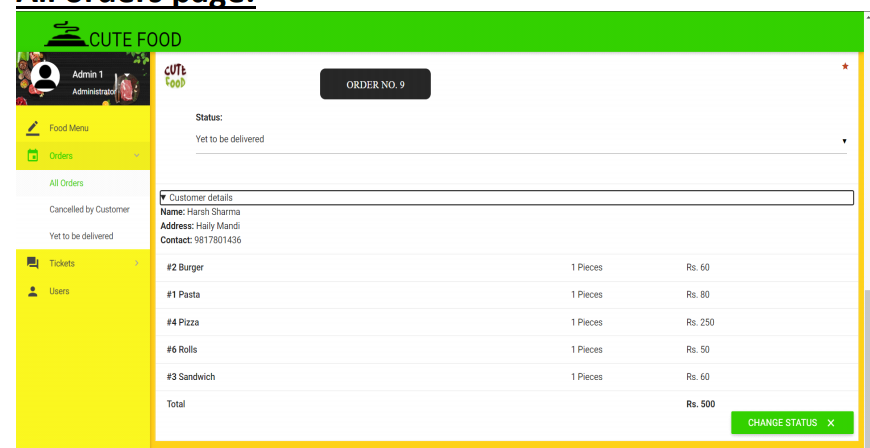 All orders page:
CUTE FOOD
Admin 1
Administrator
Food Menu
Orders
All Orders
Cancelled by Customer
Yet to be delivered
Tickets
Users
CUTE
FOOD
ORDER NO. 9
Status:
Yet to be delivered
Customer details
Name: Harsh Sharma
Address: Haily Mandi
Contact: 9817801436
#2 Burger 1 Pieces Rs. 60
#1 Pasta 1 Pieces Rs. 80
#4 Pizza 1 Pieces Rs. 250
#6 Rolls 1 Pieces Rs. 50
#3 Sandwich 1 Pieces Rs. 60
Total Rs. 500
CHANGE STATUS X